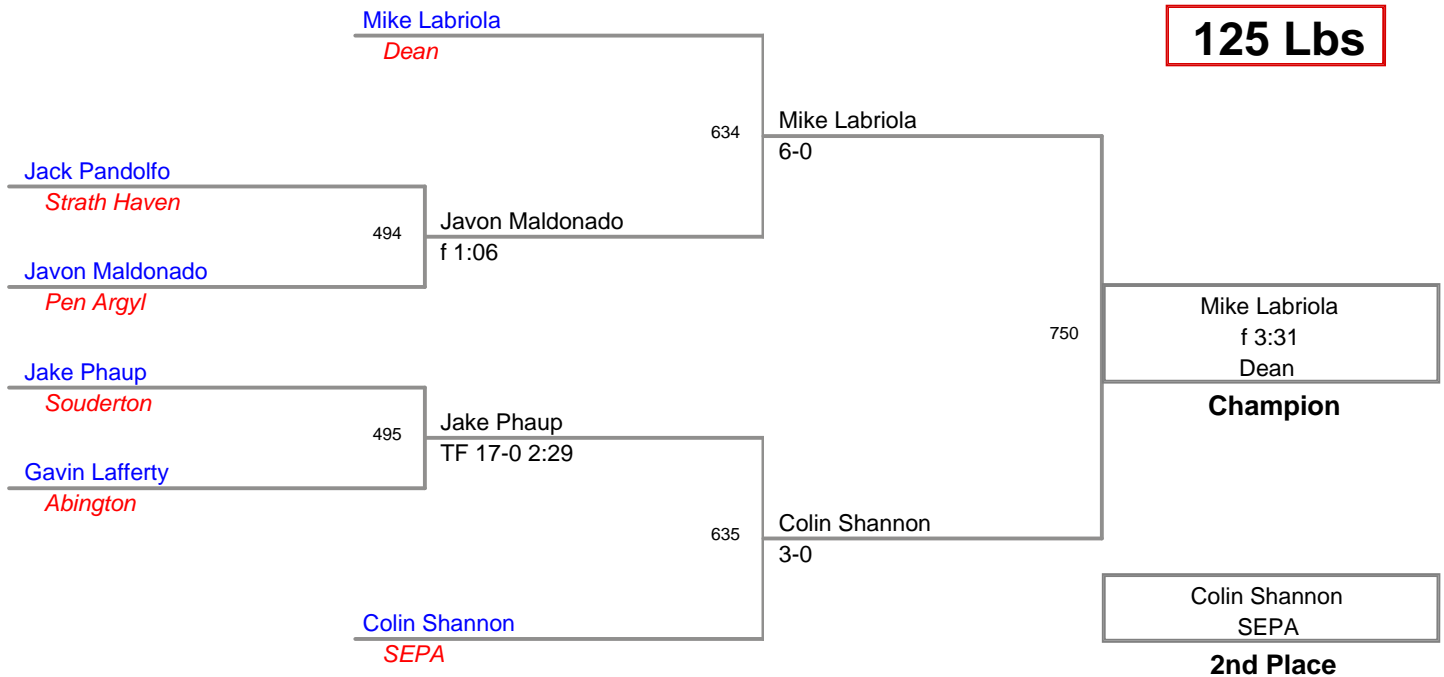 125 Lbs
Mike Labriola
Dean
634
Mike Labriola
6-0
Jack Pandolfo
Strath Haven
494
Javon Maldonado
f 1:06
Javon Maldonado
Pen Argyl
750
Mike Labriola
f 3:31
Dean
Champion
Jake Phaup
Souderton
495
Jake Phaup
TF 17-0 2:29
Gavin Lafferty
Abington
635
Colin Shannon
3-0
Colin Shannon
SEPA
Colin Shannon
SEPA
2nd Place